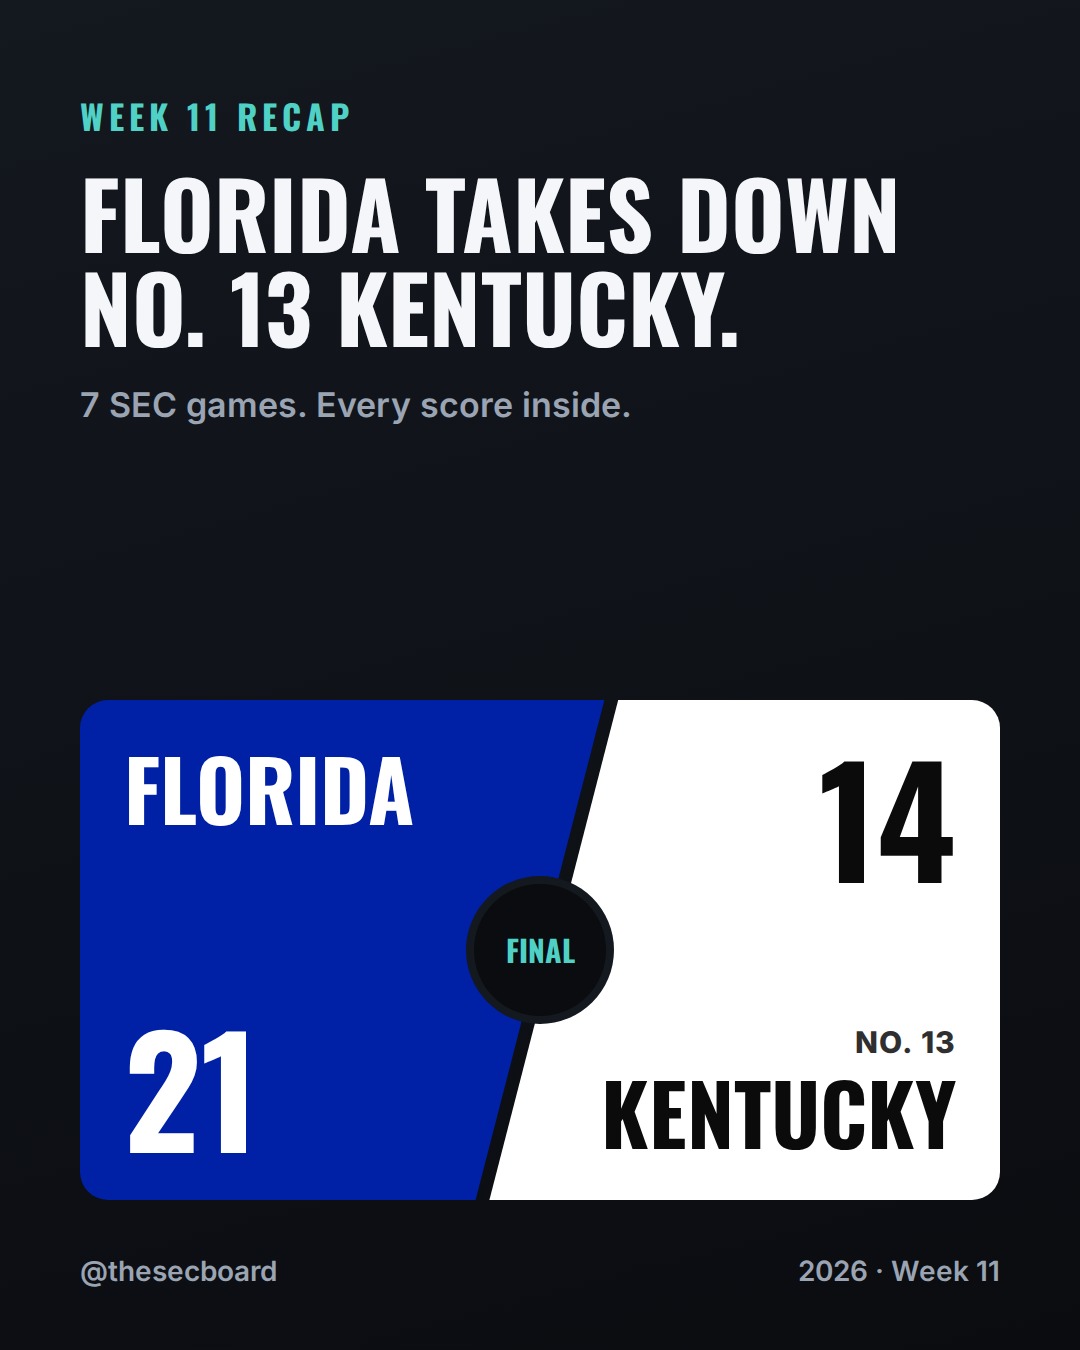 WEEK 11 RECAP
FLORIDA TAKES DOWN
NO. 13 KENTUCKY.
7 SEC games. Every score inside.
FLORIDA
21
FINAL
14
NO. 13
KENTUCKY
@thesecboard
2026 · Week 11